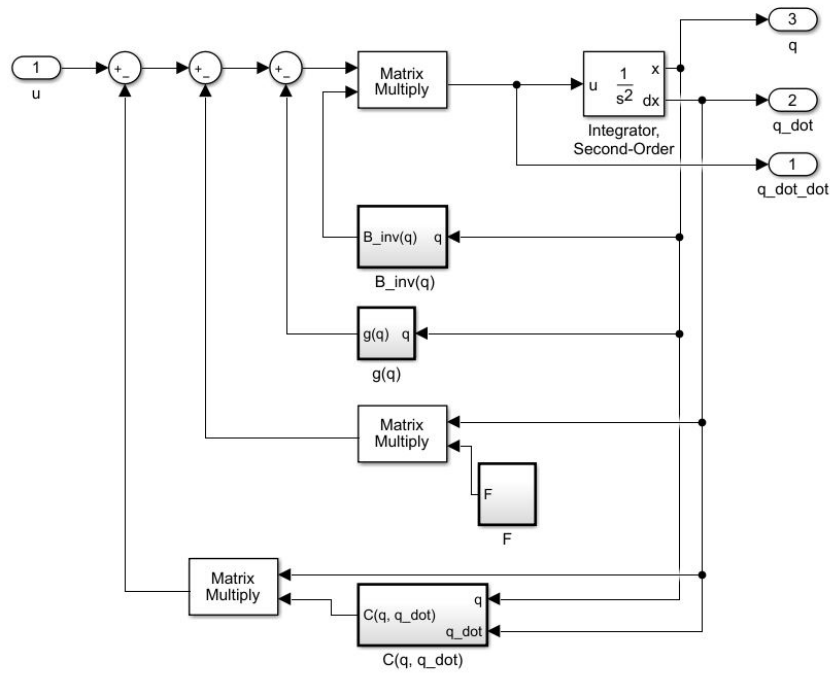 3
q
1
u
+
−
+
−
+
−
Matrix
Multiply
u
1
s2
x
dx
Integrator,
Second-Order
2
q_dot
1
q_dot_dot
B_inv(q) q
B_inv(q)
g(q) q
g(q)
Matrix
Multiply
F
F
Matrix
Multiply
C(q, q_dot)
q
q_dot
C(q, q_dot)